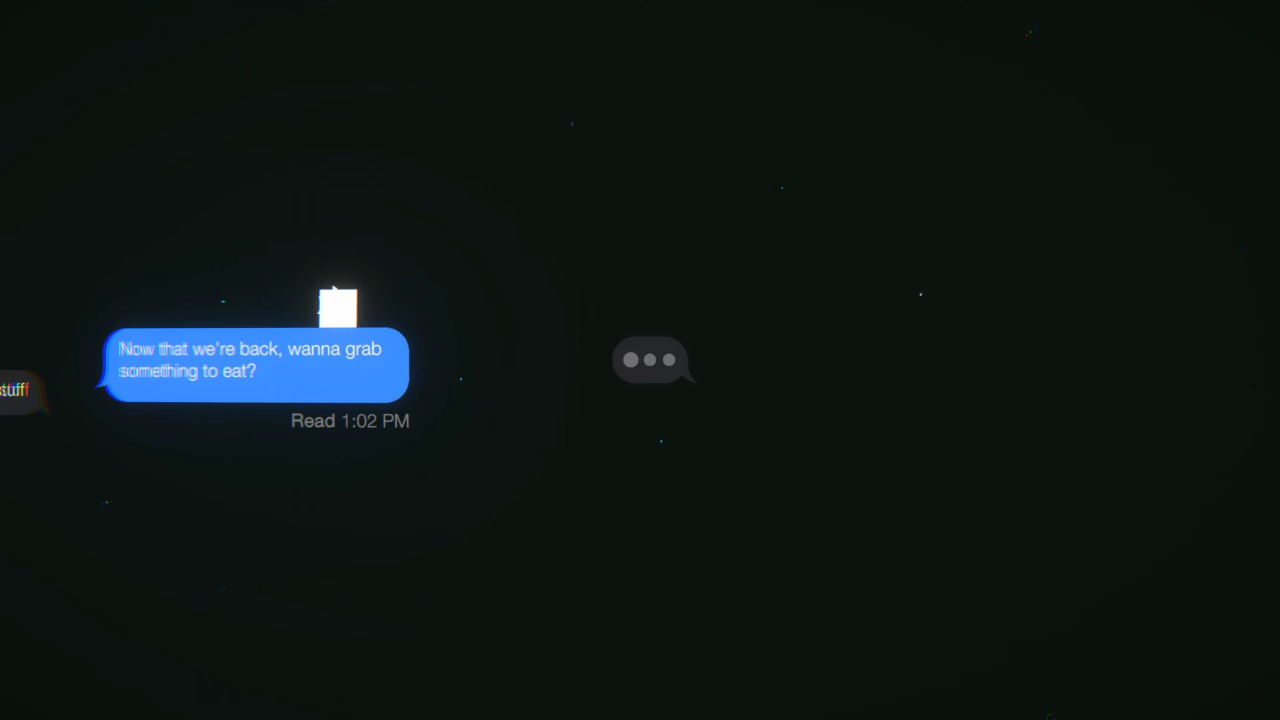 stuff
Now that we're back, wanna grab
something to eat?
Read 1:02 PM